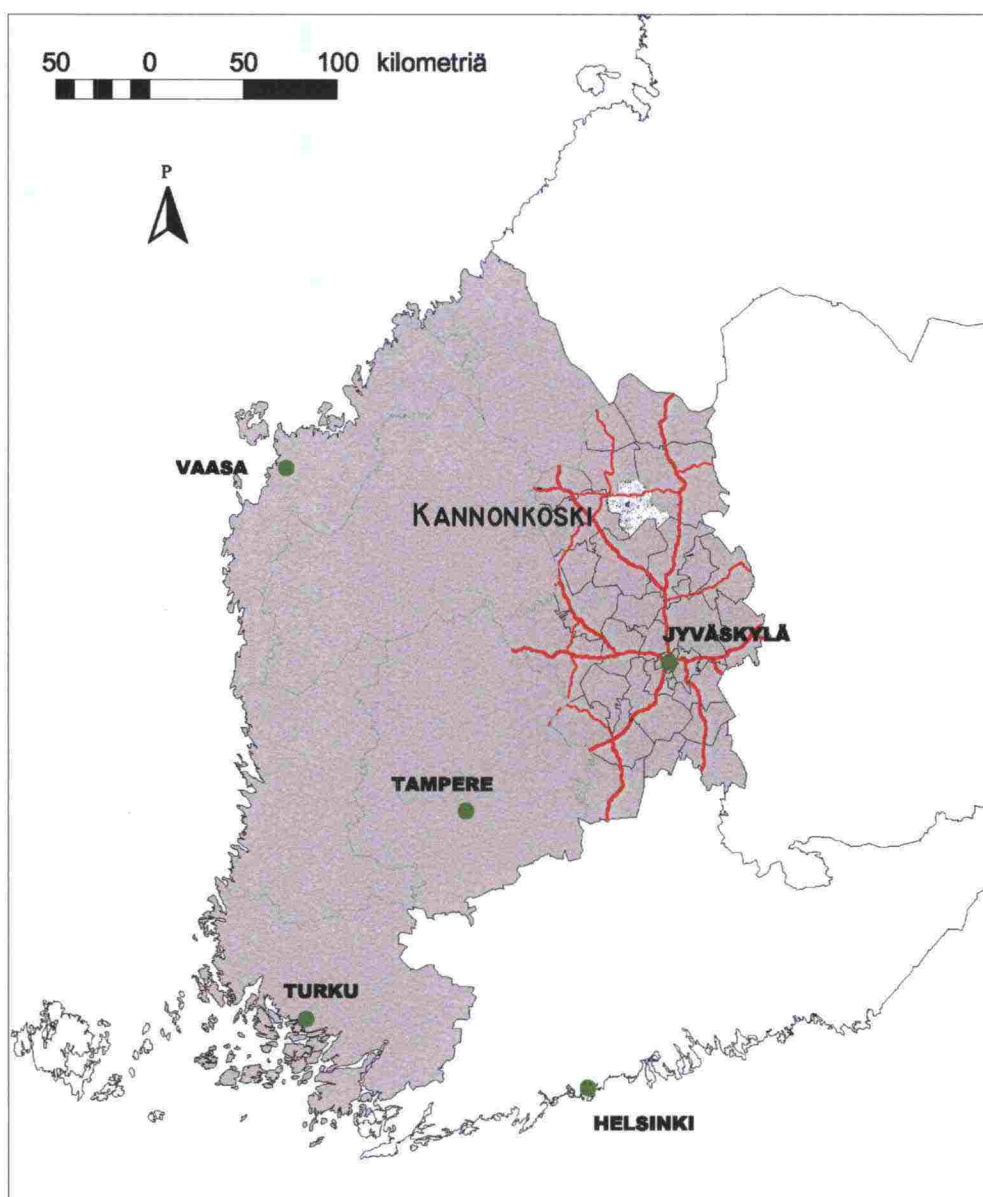 50 0 50 100 kilometriä
P
VAASA
KANNONKOSKI
JYVÄSKYLÄ
TAMPERE
TURKU
HELSINKI